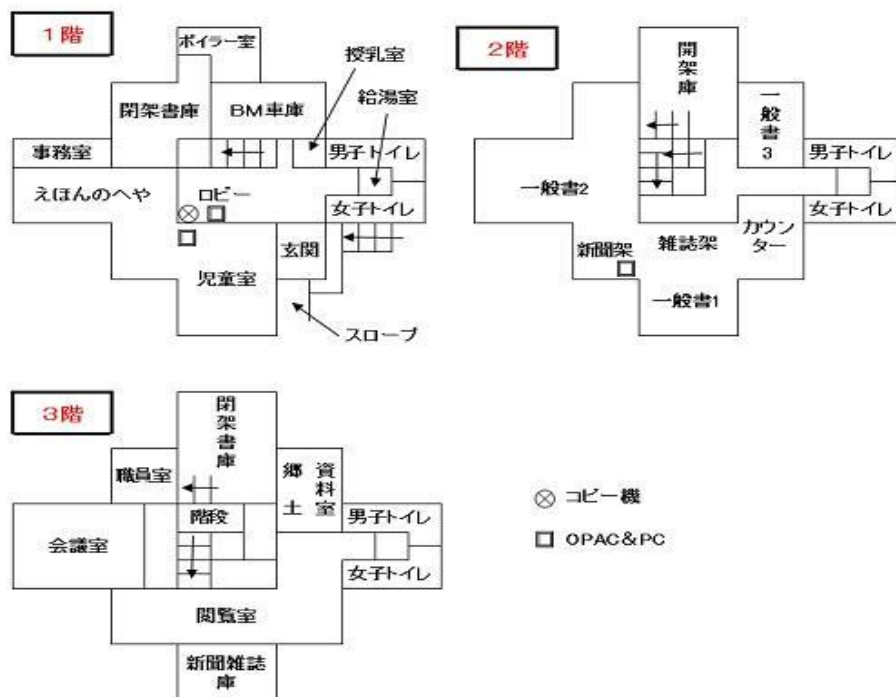 1階
ボイラー室
授乳室
閉架書庫
BM車庫
給湯室
事務室
男子トイレ
えほんのへや
ロビー
女子トイレ
玄関
児童室
スロープ
2階
開架庫
一般書3
男子トイレ
一般書2
女子トイレ
カウンター
新聞架
雑誌架
一般書1
3階
閉架書庫
職員室
郷土資料室
階段
男子トイレ
会議室
女子トイレ
閲覧室
新聞雑誌庫
コピー機
OPAC&PC